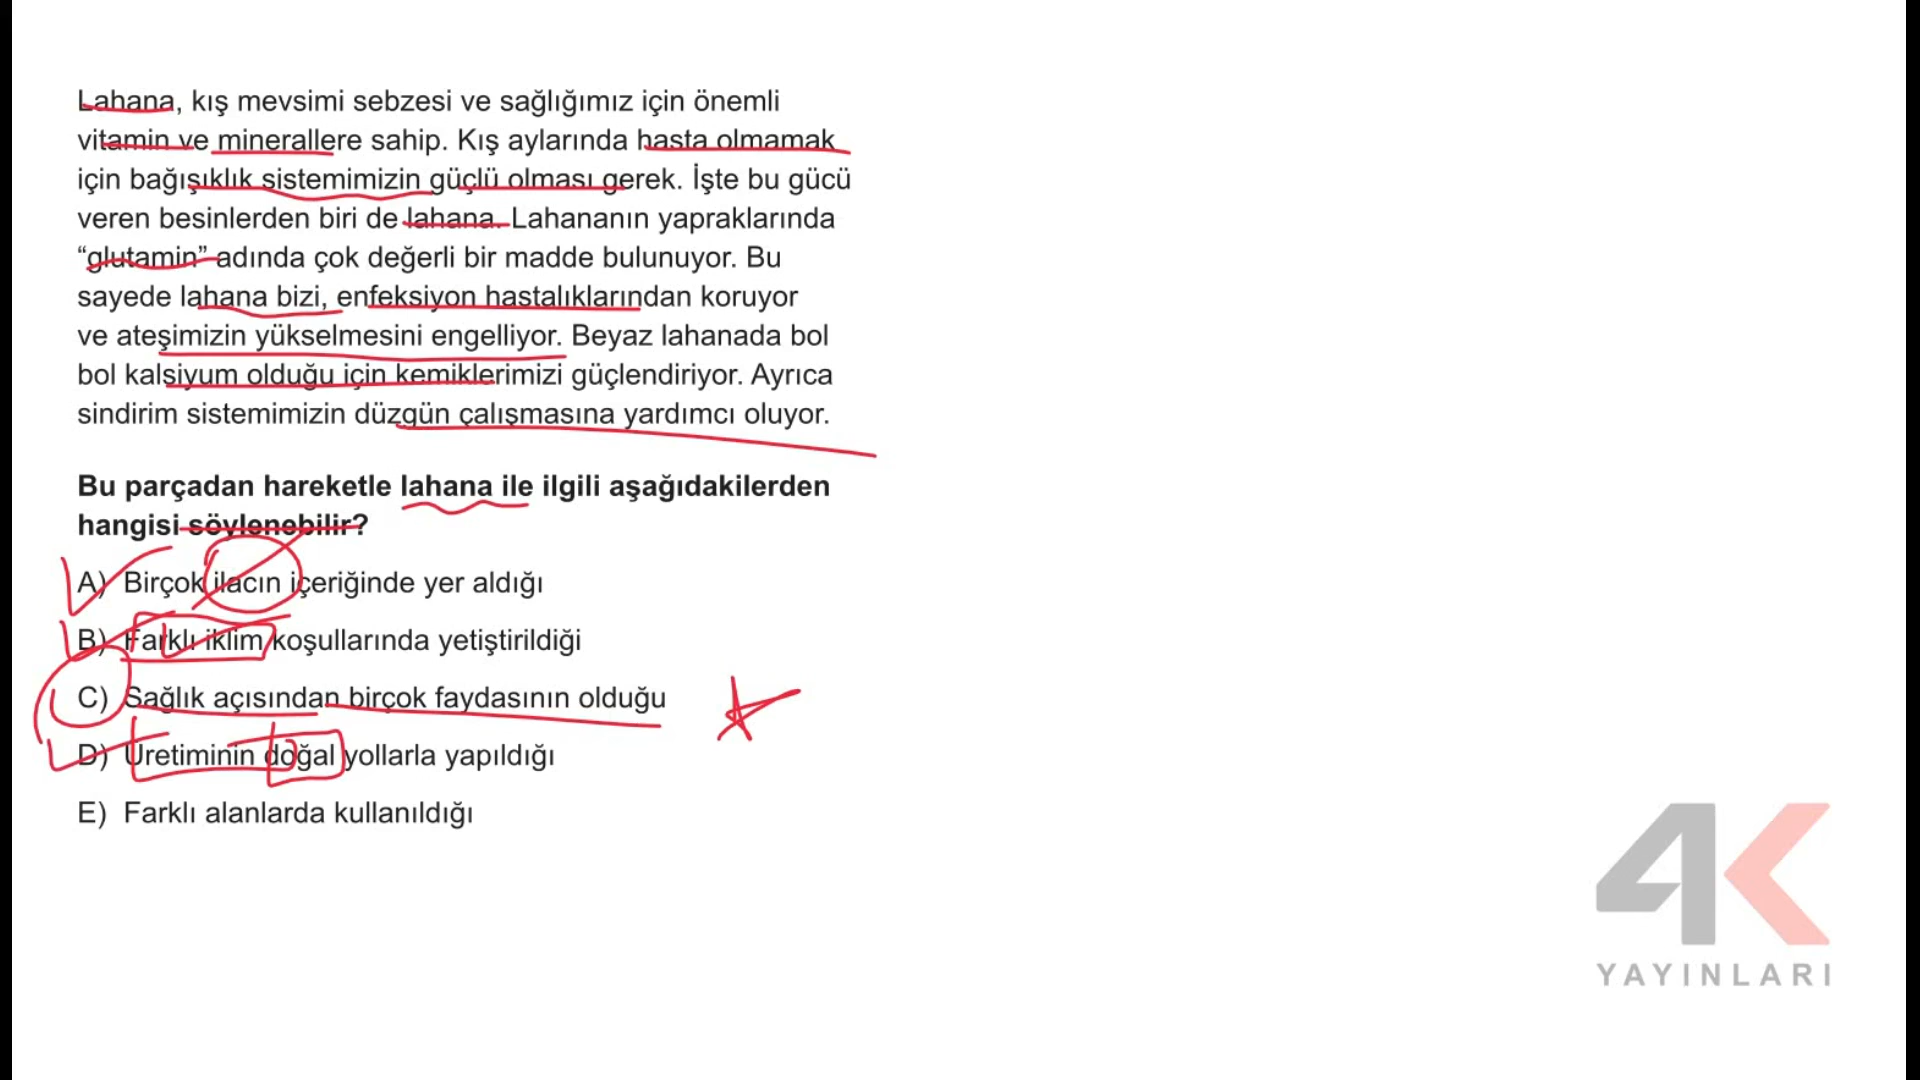 Lahana, kış mevsimi sebzesi ve sağlığımız için önemli
vitamin ve minerallere sahip. Kış aylarında hasta olmamak
için bağışıklık sistemimizin güçlü olması gerek. İşte bu gücü
veren besinlerden biri de lahana. Lahananın yapraklarında
“glutamin” adında çok değerli bir madde bulunuyor. Bu
sayede lahana bizi, enfeksiyon hastalıklarından koruyor
ve ateşimizin yükselmesini engelliyor. Beyaz lahanada bol
bol kalsiyum olduğu için kemiklerimizi güçlendiriyor. Ayrıca
sindirim sistemimizin düzgün çalışmasına yardımcı oluyor.
Bu parçadan hareketle lahana ile ilgili aşağıdakilerden
hangisi söylenebilir?
A) Birçok ilacın içeriğinde yer aldığı
B) Farklı iklim koşullarında yetiştirildiği
C) Sağlık açısından birçok faydasının olduğu
D) Üretiminin doğal yollarla yapıldığı
E) Farklı alanlarda kullanıldığı
4K
YAYINLARI